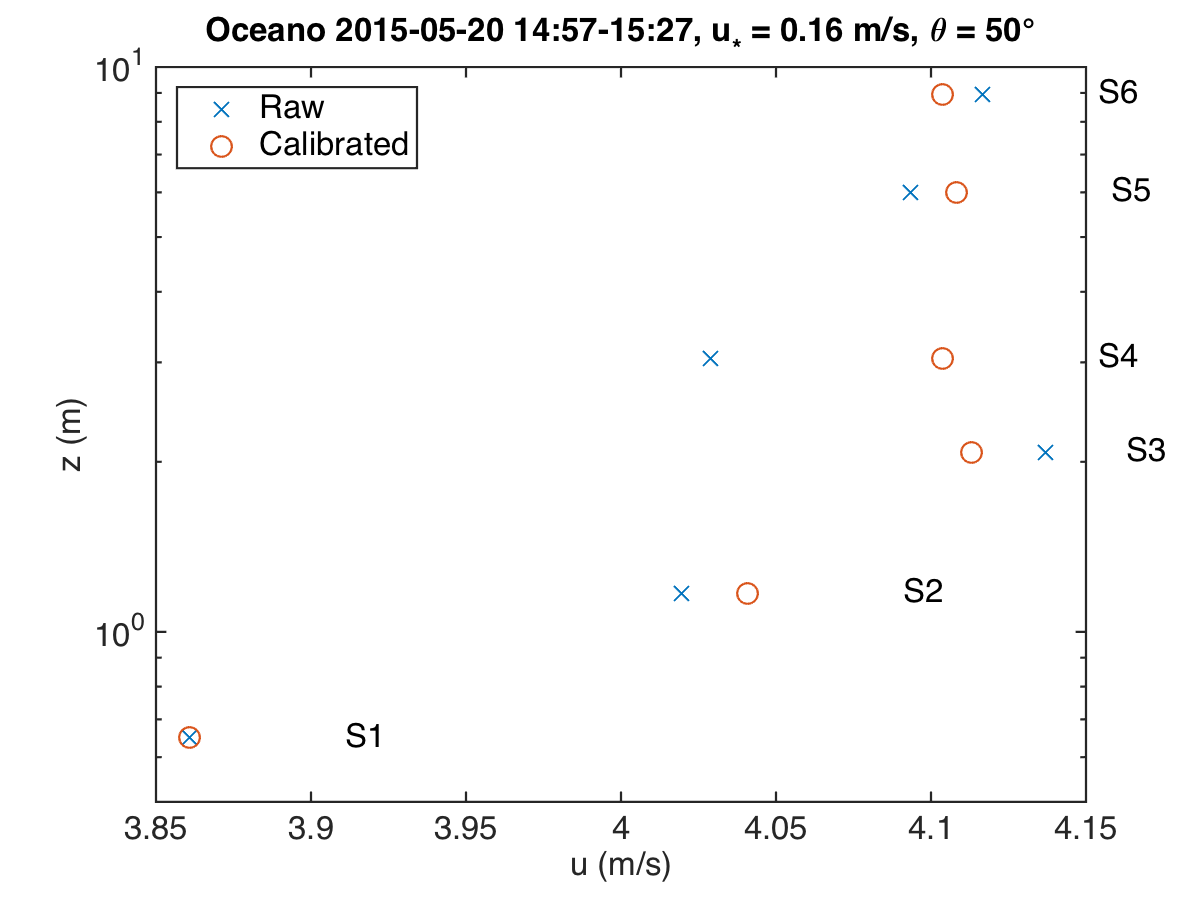 Oceano 2015-05-20 14:57-15:27, u* = 0.16 m/s, θ = 50°
10¹
Raw
Calibrated
S6
S5
S4
S3
S2
10⁰
S1
z (m)
3.85 3.9 3.95 4 4.05 4.1 4.15
u (m/s)